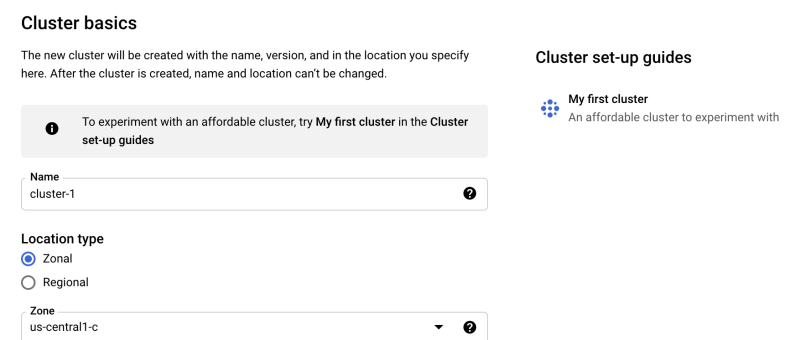 Cluster basics
The new cluster will be created with the name, version, and in the location you specify
here. After the cluster is created, name and location can't be changed.
To experiment with an affordable cluster, try My first cluster in the Cluster
set-up guides
Name
cluster-1
Location type
Zonal
Regional
Zone
us-central1-c
Cluster set-up guides
My first cluster
An affordable cluster to experiment with